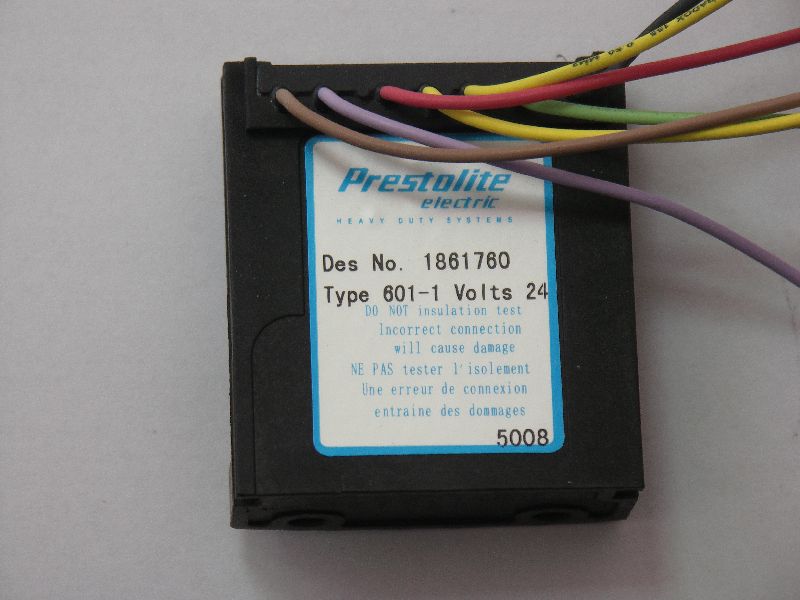 Prestolite
electric
HEAVY DUTY SYSTEMS
Des No. 1861760
Type 601-1 Volts 24
DO NOT insulation test
Incorrect connection
will cause damage
NE PAS tester l'isolement
Une erreur de connexion
entraine des dommages
5008